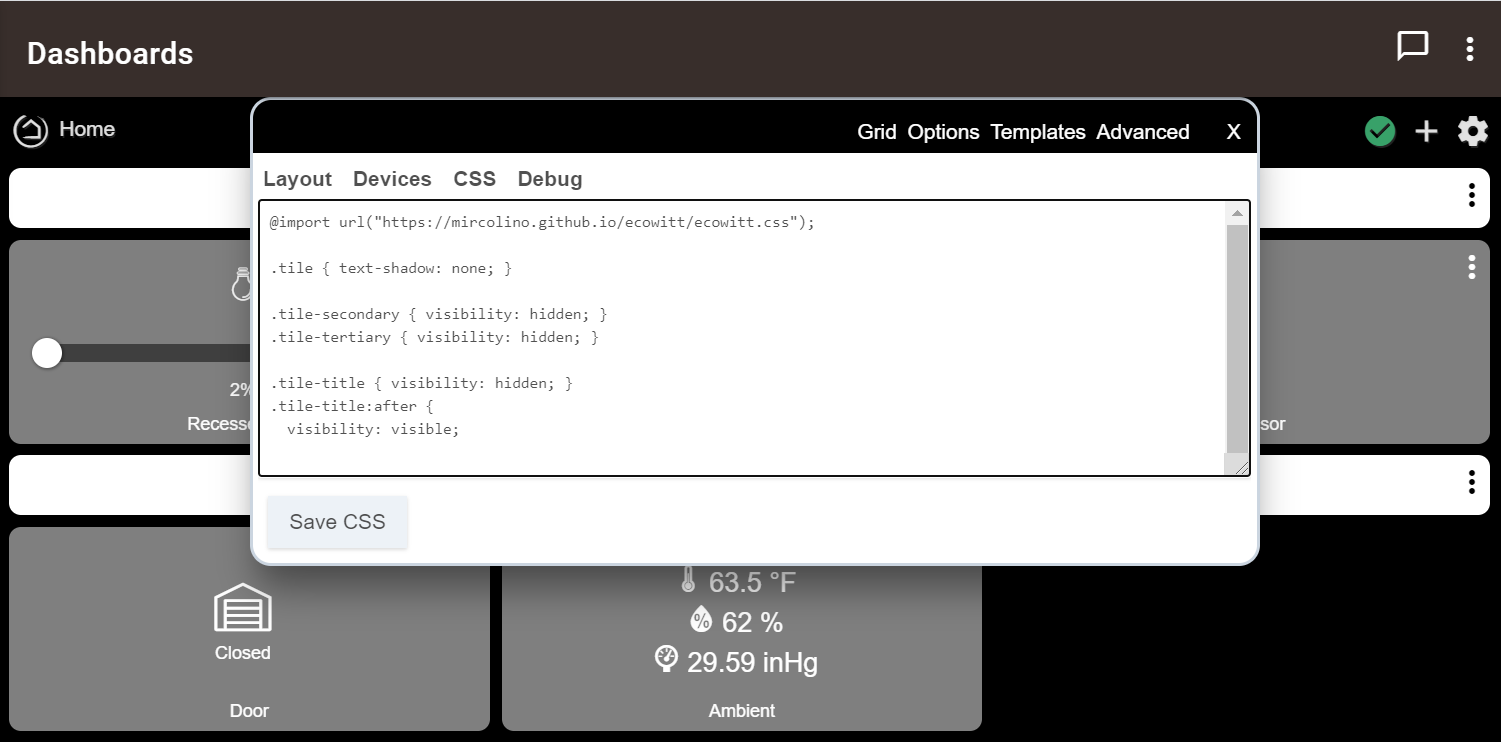 Dashboards
Home
Grid Options Templates Advanced X
Layout Devices CSS Debug
@import url("https://mircolino.github.io/ecowitt/ecowitt.css");
.tile { text-shadow: none; }
.tile-secondary { visibility: hidden; }
.tile-tertiary { visibility: hidden; }
.tile-title { visibility: hidden; }
.tile-title:after {
visibility: visible;
Save CSS
2%
Recesse
sor
Closed
Door
63.5 °F
% 62 %
29.59 inHg
Ambient